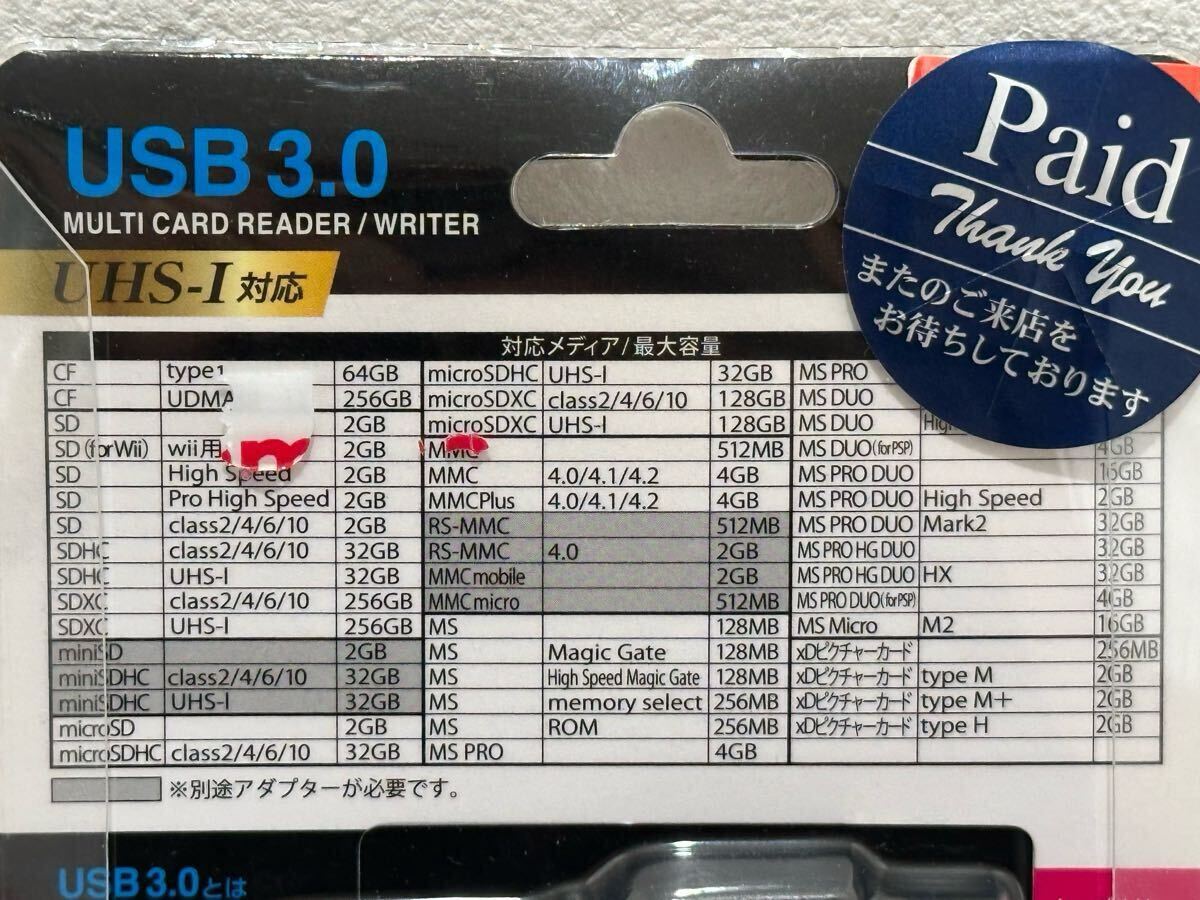 USB 3.0
MULTI CARD READER / WRITER
UHS-I 対応
Paid
Thank You
またのご来店を
お待ちしております
対応メディア/最大容量
CF type1 64GB microSDHC UHS-I 32GB MS PRO
CF UDMA 256GB microSDXC class2/4/6/10 128GB MS DUO
SD 2GB microSDXC UHS-I 128GB MS DUO
SD (for Wii) wii用 2GB MMC 512MB MS DUO (for PSP) 4GB
SD High Speed 2GB MMC 4.0/4.1/4.2 4GB MS PRO DUO 16GB
SD Pro High Speed 2GB MMCPlus 4.0/4.1/4.2 4GB MS PRO DUO High Speed 2GB
SD class2/4/6/10 2GB RS-MMC 512MB MS PRO DUO Mark2 32GB
SDHC class2/4/6/10 32GB RS-MMC 4.0 2GB MS PRO HG DUO 32GB
SDHC UHS-I 32GB MMCmobile 2GB MS PRO HG DUO HX 32GB
SDXC class2/4/6/10 256GB MMCmicro 512MB MS PRO DUO (for PSP) 4GB
SDXC UHS-I 256GB MS 128MB MS Micro M2 16GB
miniSD 2GB MS Magic Gate 128MB xDピクチャーカード 256MB
miniSDHC class2/4/6/10 32GB MS High Speed Magic Gate 128MB xDピクチャーカード type M 2GB
miniSDHC UHS-I 32GB MS memory select 256MB xDピクチャーカード type M+ 2GB
microSD 2GB MS ROM 256MB xDピクチャーカード type H 2GB
microSDHC class2/4/6/10 32GB MS PRO 4GB
※別途アダプターが必要です。
USB3.0とは